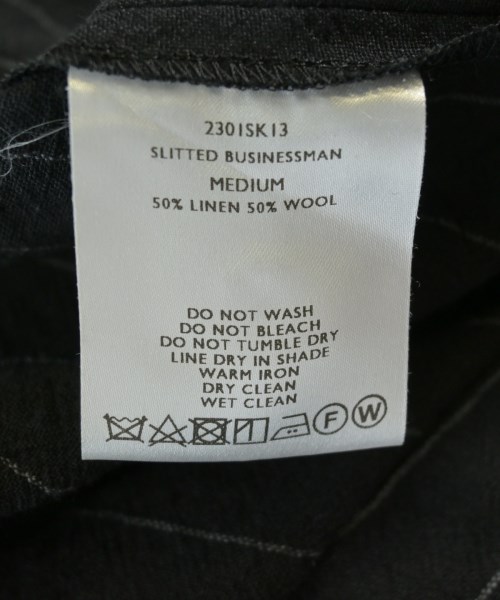 2301SK13
SLITTED BUSINESSMAN
MEDIUM
50% LINEN 50% WOOL
DO NOT WASH
DO NOT BLEACH
DO NOT TUMBLE DRY
LINE DRY IN SHADE
WARM IRON
DRY CLEAN
WET CLEAN
F W